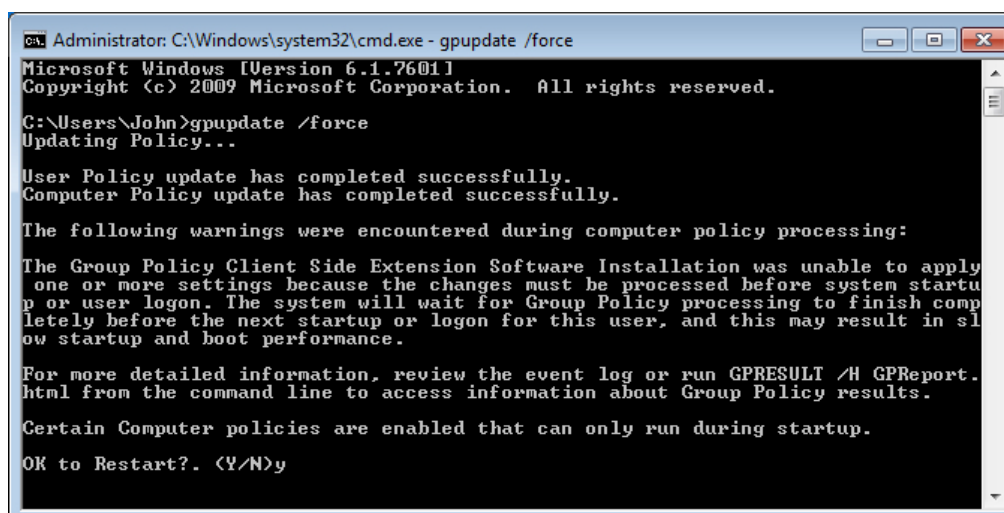 Administrator: C:\Windows\system32\cmd.exe - gpupdate /force
Microsoft Windows [Version 6.1.7601]
Copyright (c) 2009 Microsoft Corporation.  All rights reserved.
C:\Users\John>gpupdate /force
Updating Policy...
User Policy update has completed successfully.
Computer Policy update has completed successfully.
The following warnings were encountered during computer policy processing:
The Group Policy Client Side Extension Software Installation was unable to apply
 one or more settings because the changes must be processed before system startu
p or user logon. The system will wait for Group Policy processing to finish comp
letely before the next startup or logon for this user, and this may result in sl
ow startup and boot performance.
For more detailed information, review the event log or run GPRESULT /H GPReport.
html from the command line to access information about Group Policy results.
Certain Computer policies are enabled that can only run during startup.
OK to Restart?. (Y/N)y